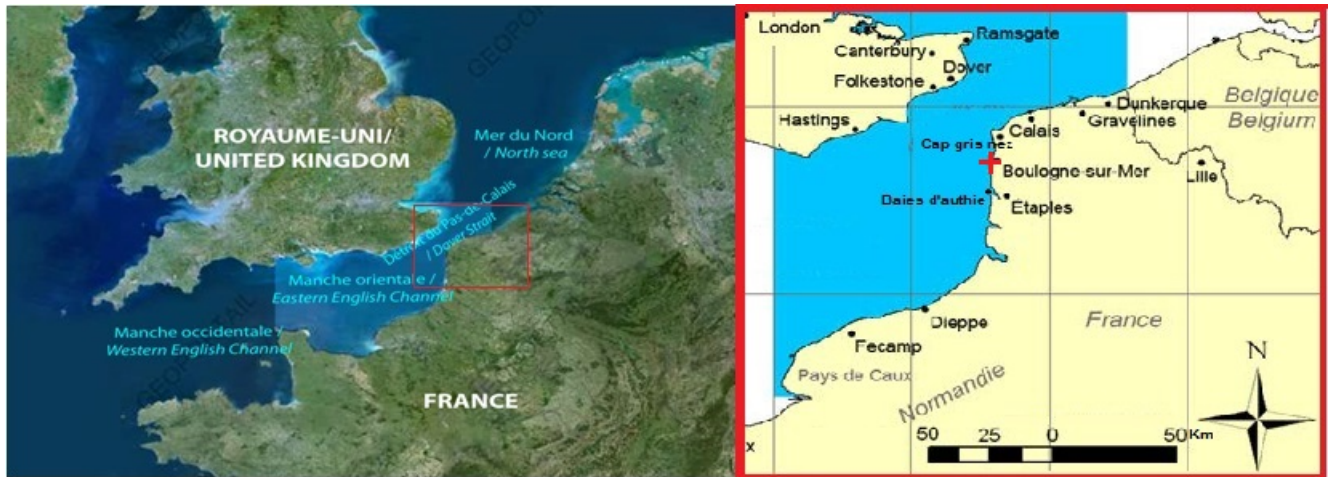 GEOPORTAIL
ROYAUME-UNI/
UNITED KINGDOM
Mer du Nord
/ North sea
Détroit du Pas-de-Calais
/ Dover Strait
Manche orientale /
Eastern English Channel
Manche occidentale /
Western English Channel
FRANCE
London
Ramsgate
Canterbury
Dover
Folkestone
Hastings
Dunkerque
Gravelines
Calais
Cap gris nez
Belgique
Belgium
Boulogne-sur-Mer
Lille
Baies d'authie
Etaples
Dieppe
France
Fecamp
Pays de Caux
Normandie
N
50 25 0 50 Km
x